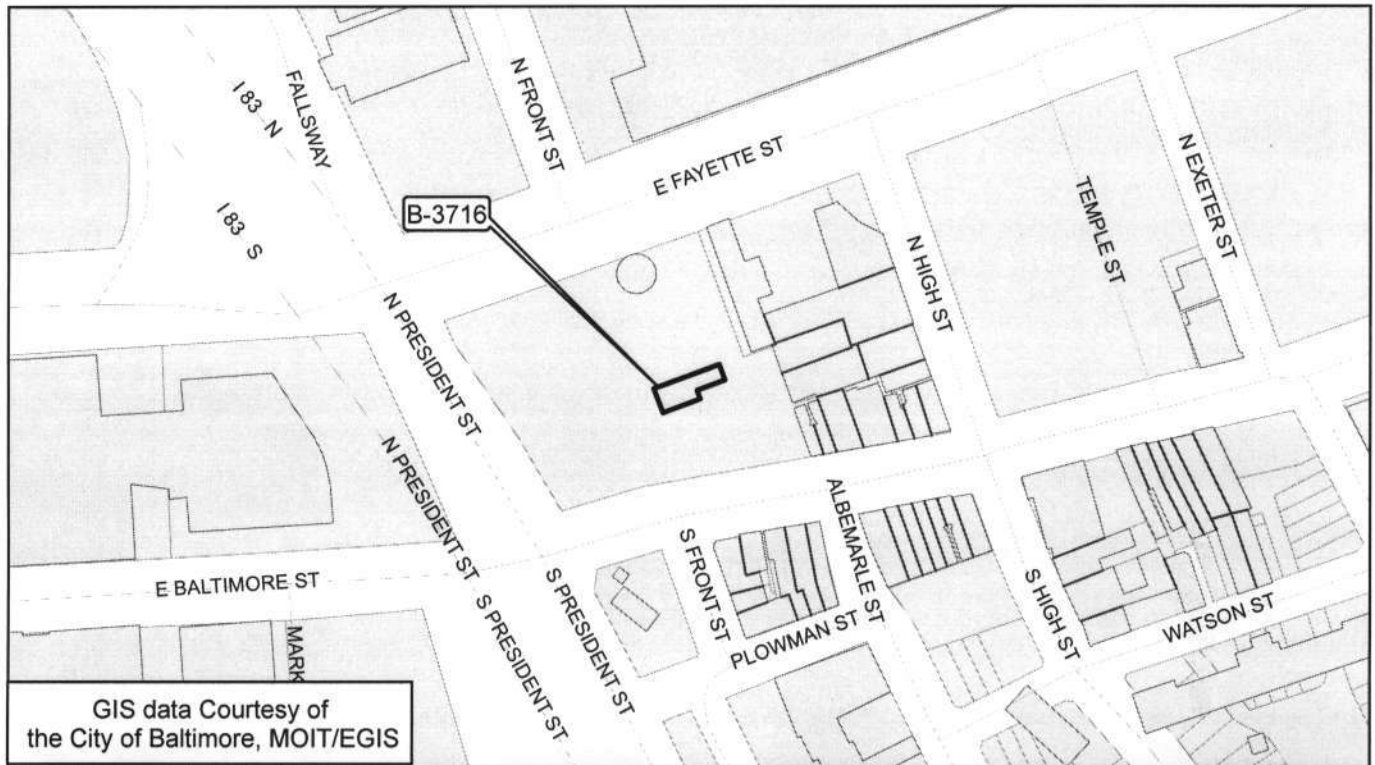 I 83 N
FALLSWAY
N FRONT ST
I 83 S
E FAYETTE ST
B-3716
N HIGH ST
TEMPLE ST
N EXETER ST
N PRESIDENT ST
N PRESIDENT ST
E BALTIMORE ST
S PRESIDENT ST
S PRESIDENT ST
S FRONT ST
ALBEMARLE ST
PLOWMAN ST
S HIGH ST
WATSON ST
MARK
GIS data Courtesy of
the City of Baltimore, MOIT/EGIS